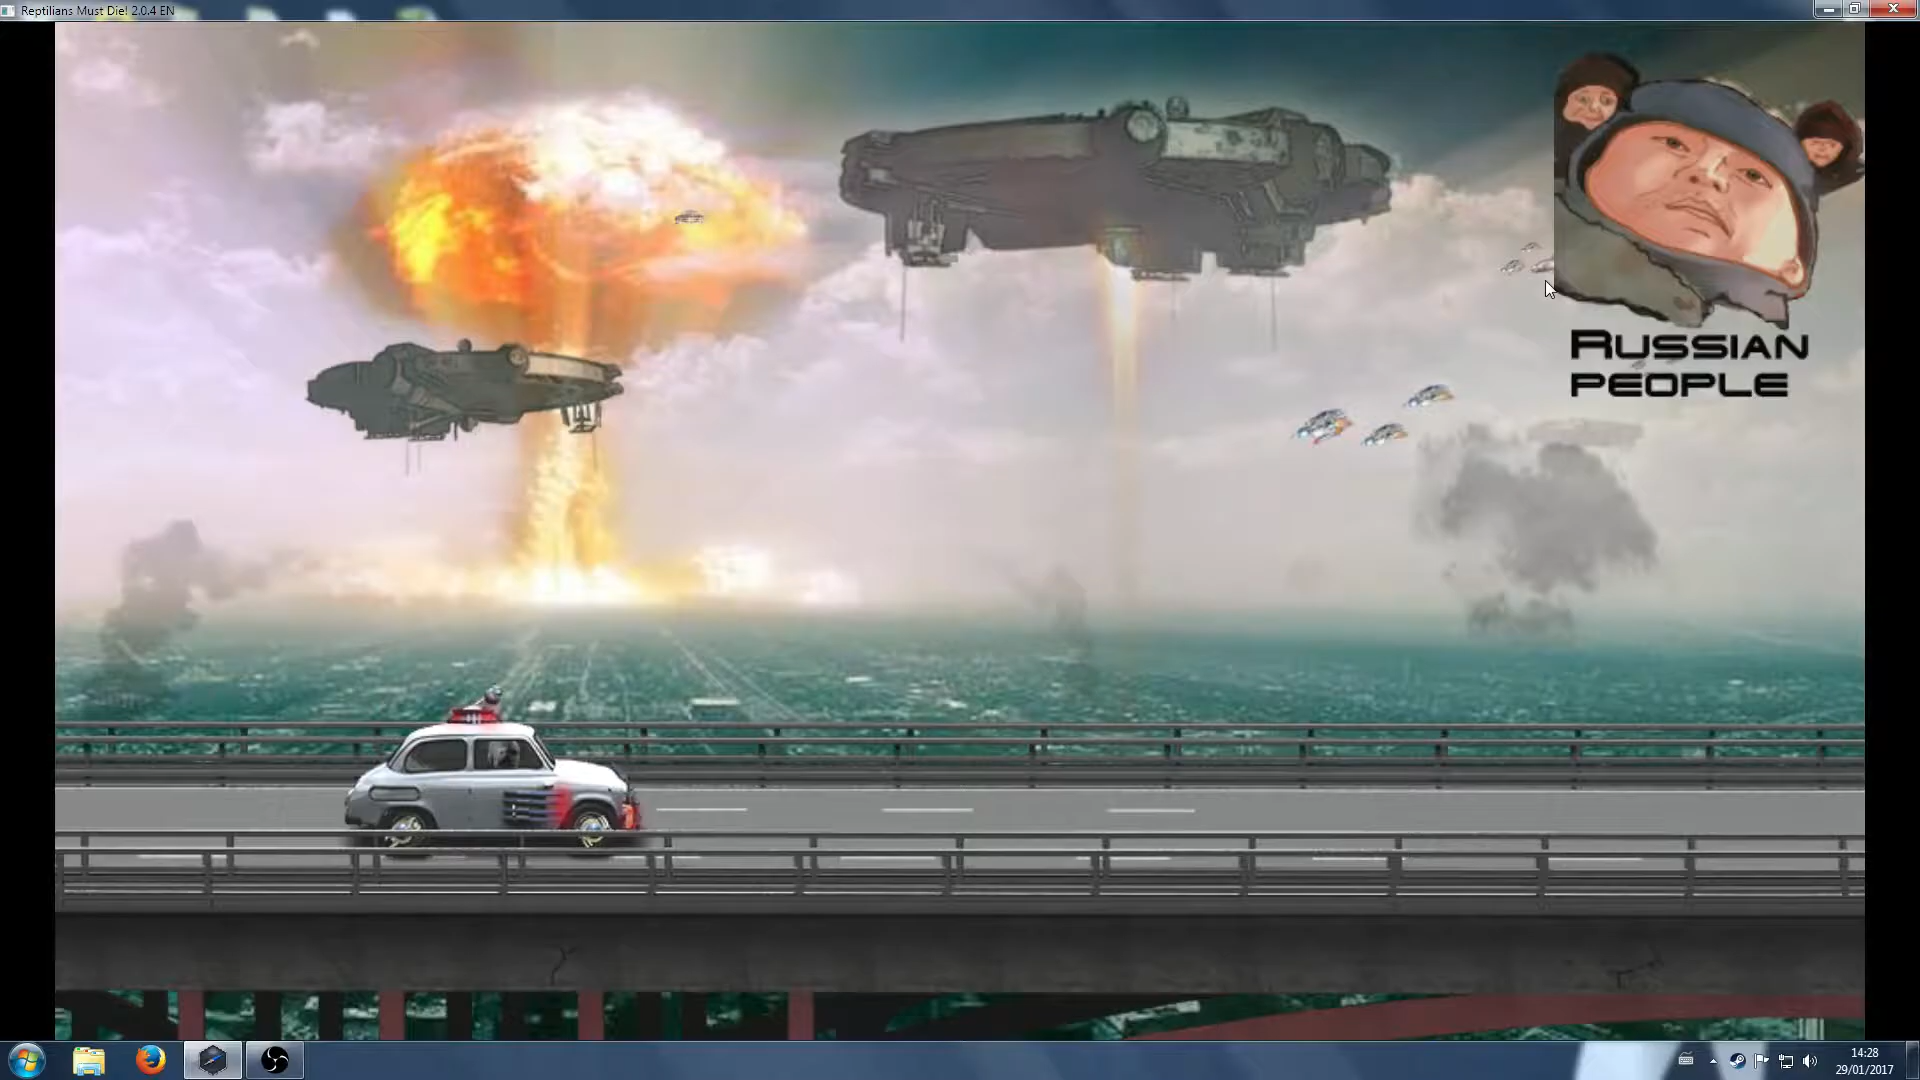 Reptilians Must Die! 2.0.4 EN
RUSSIAN
PEOPLE
14:28
29/01/2017